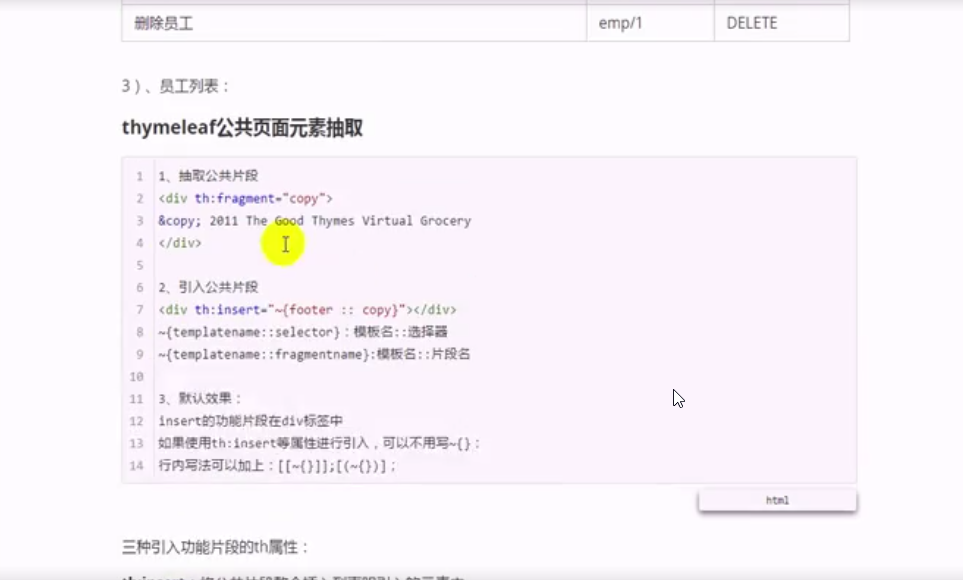 删除员工 emp/1 DELETE
3）、员工列表：
thymeleaf公共页面元素抽取
1 1、抽取公共片段
2 <div th:fragment="copy">
3 &copy; 2011 The Good Thymes Virtual Grocery
4 </div>
5
6 2、引入公共片段
7 <div th:insert="~{footer :: copy}"></div>
8 ~{templatename::selector}：模板名::选择器
9 ~{templatename::fragmentname}:模板名::片段名
10
11 3、默认效果：
12 insert的功能片段在div标签中
13 如果使用th:insert等属性进行引入，可以不用写~{}：
14 行内写法可以加上：[[~{}]];[(~{})]；
html
三种引入功能片段的th属性：